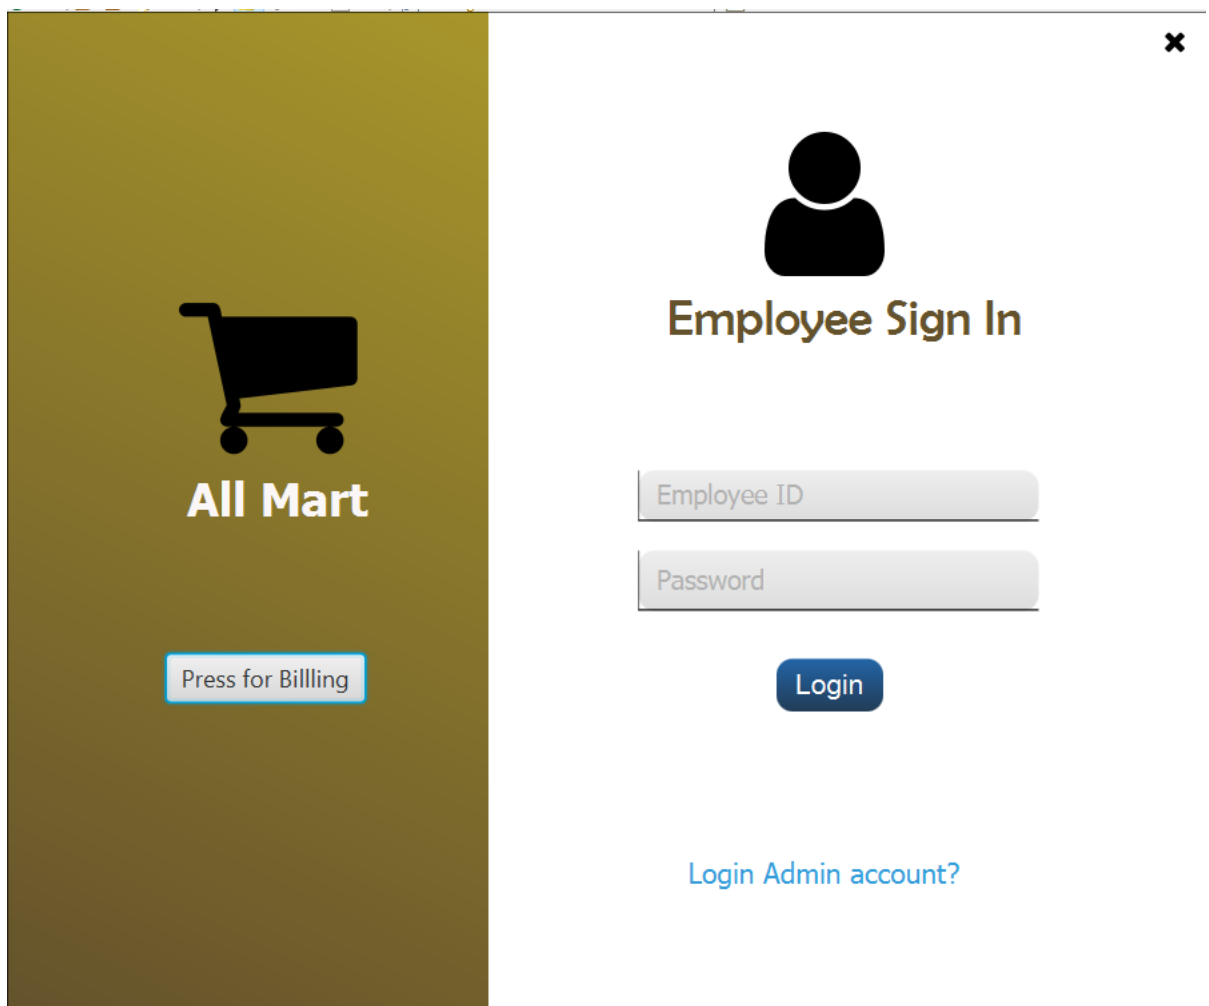 All Mart
Press for Billling
Employee Sign In
Employee ID
Password
Login
Login Admin account?